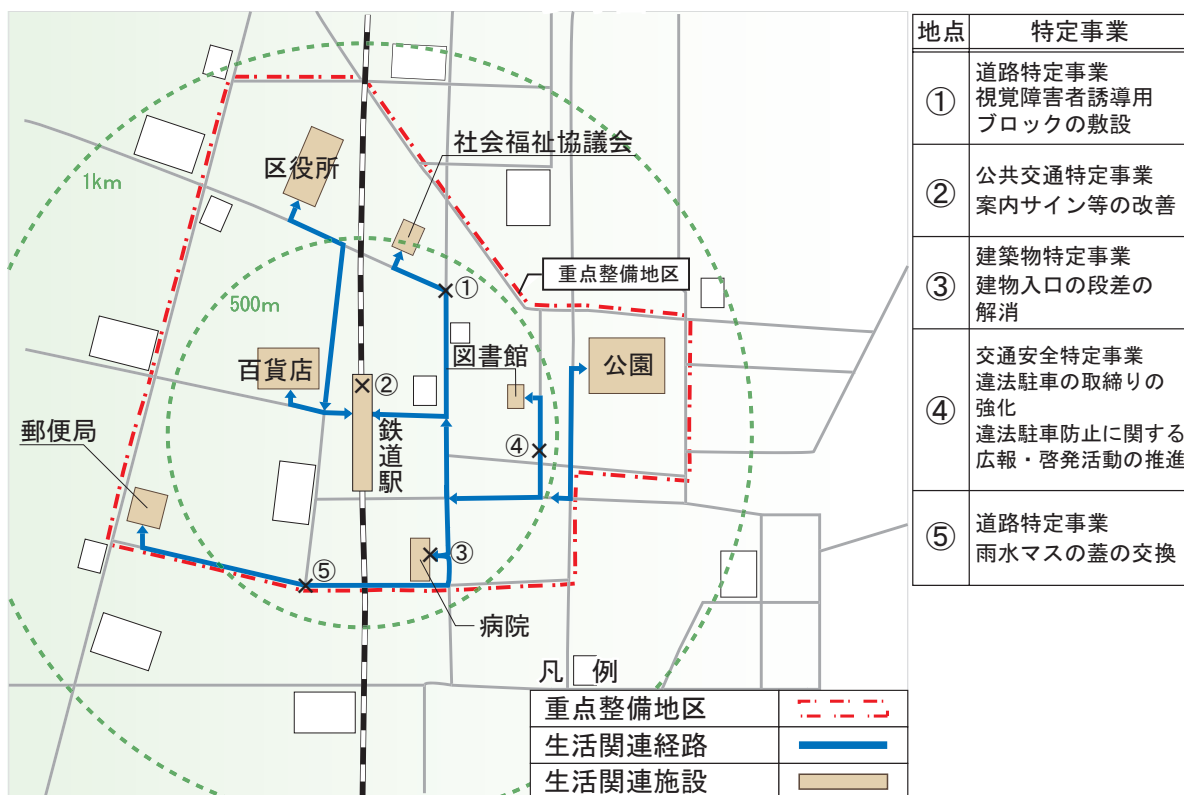 社会福祉協議会
区役所
1km
重点整備地区
①
500m
図書館
公園
百貨店
②
郵便局
鉄道駅
④
③
⑤
病院
凡例
重点整備地区
生活関連経路
生活関連施設
地点 特定事業
① 道路特定事業
視覚障害者誘導用
ブロックの敷設
② 公共交通特定事業
案内サイン等の改善
③ 建築物特定事業
建物入口の段差の
解消
④ 交通安全特定事業
違法駐車の取締りの
強化
違法駐車防止に関する
広報・啓発活動の推進
⑤ 道路特定事業
雨水マスの蓋の交換